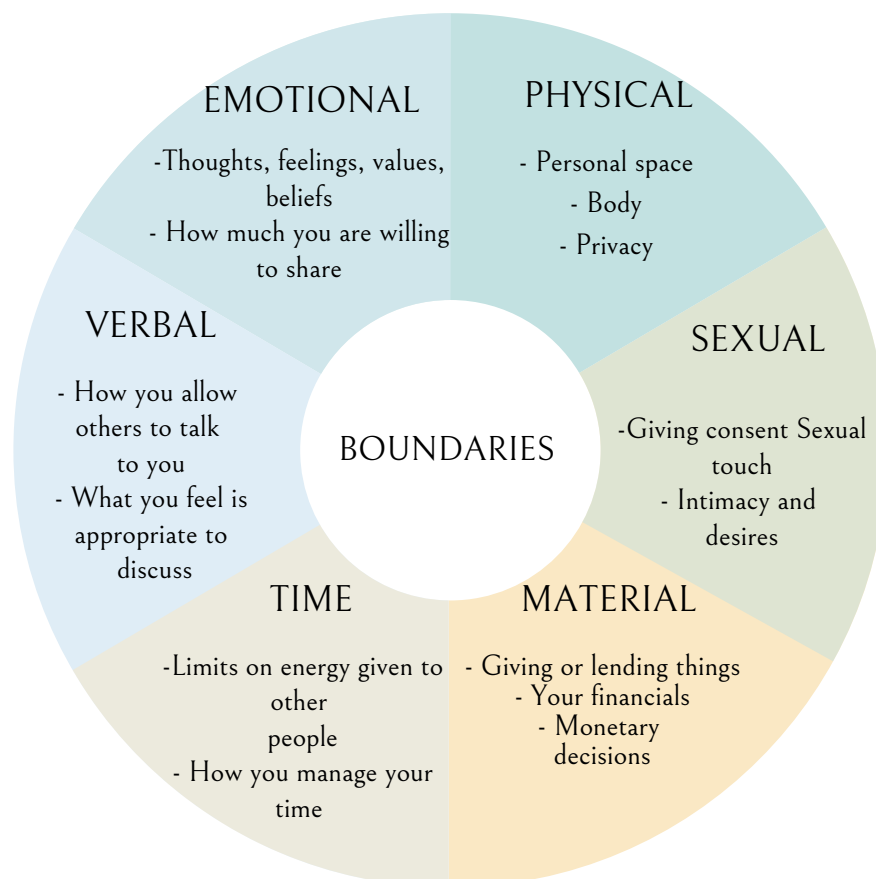 BOUNDARIES
EMOTIONAL
-Thoughts, feelings, values,
beliefs
- How much you are willing
to share
PHYSICAL
- Personal space
- Body
- Privacy
SEXUAL
-Giving consent Sexual
touch
- Intimacy and
desires
MATERIAL
- Giving or lending things
- Your financials
- Monetary
decisions
TIME
-Limits on energy given to
other
people
- How you manage your
time
VERBAL
- How you allow
others to talk
to you
- What you feel is
appropriate to
discuss